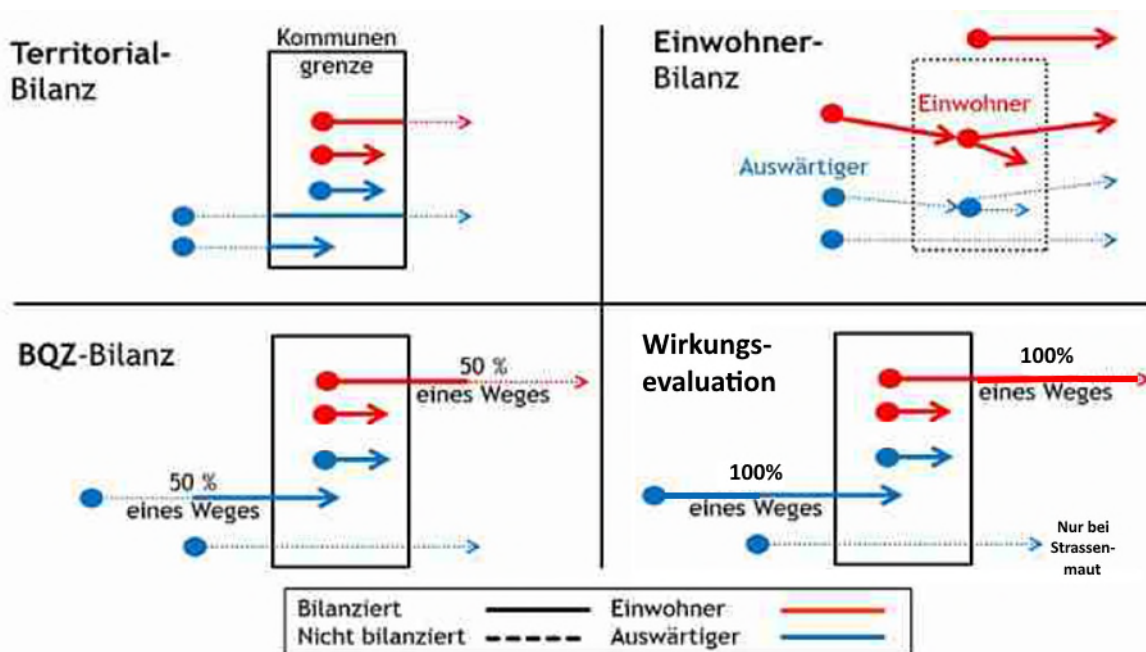 Territorial-
Bilanz
Kommunen
grenze
Einwohner-
Bilanz
Einwohner
Auswärtiger
BQZ-Bilanz
50 %
eines Weges
50 %
eines Weges
Wirkungs-
evaluation
100%
eines Weges
100%
eines Weges
Nur bei
Strassen-
maut
Bilanziert
Einwohner
Nicht bilanziert
Auswärtiger